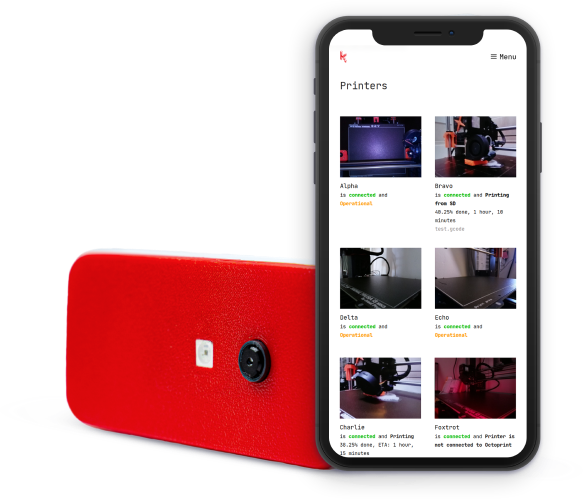 Menu
Printers
Alpha
is connected and
Operational
Bravo
is connected and Printing
from SD
40.25% done, 1 hour, 10
minutes
test.gcode
Delta
is connected and
Operational
Echo
is connected and
Operational
Charlie
is connected and Printing
36.25% done, ETA: 1 hour,
15 minutes
Foxtrot
is connected and Printer is
not connected to Octoprint